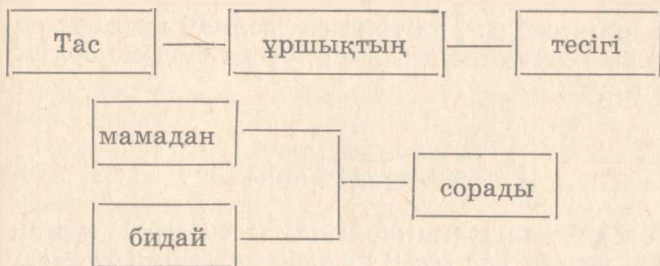 Тас ұршықтың тесігі
мамадан
сорады
бидай